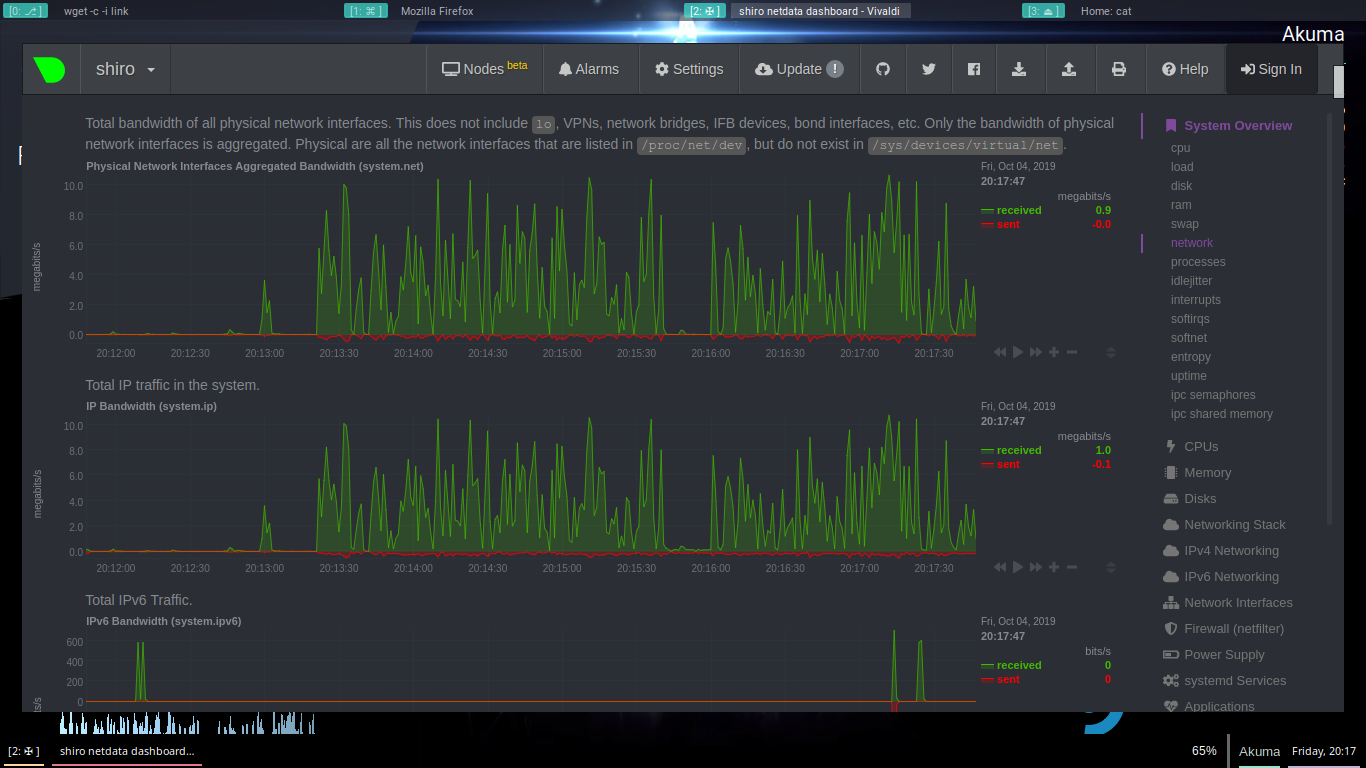 [0: ⎇ ] wget -c -i link [1: ⌘ ] Mozilla Firefox [2: ✠ ] shiro netdata dashboard - Vivaldi [3: ⏏ ] Home: cat
Akuma
shiro Nodes beta Alarms Settings Update ! Help Sign In
Total bandwidth of all physical network interfaces. This does not include lo, VPNs, network bridges, IFB devices, bond interfaces, etc. Only the bandwidth of physical
network interfaces is aggregated. Physical are all the network interfaces that are listed in /proc/net/dev, but do not exist in /sys/devices/virtual/net.
Physical Network Interfaces Aggregated Bandwidth (system.net)
Fri, Oct 04, 2019
20:17:47
megabits/s
received 0.9
sent -0.0
megabits/s
10.0
8.0
6.0
4.0
2.0
0.0
20:12:00 20:12:30 20:13:00 20:13:30 20:14:00 20:14:30 20:15:00 20:15:30 20:16:00 20:16:30 20:17:00 20:17:30
Total IP traffic in the system.
IP Bandwidth (system.ip)
Fri, Oct 04, 2019
20:17:47
megabits/s
received 1.0
sent -0.1
megabits/s
10.0
8.0
6.0
4.0
2.0
0.0
20:12:00 20:12:30 20:13:00 20:13:30 20:14:00 20:14:30 20:15:00 20:15:30 20:16:00 20:16:30 20:17:00 20:17:30
Total IPv6 Traffic.
IPv6 Bandwidth (system.ipv6)
Fri, Oct 04, 2019
20:17:47
bits/s
received 0
sent 0
600
400
200
0
System Overview
cpu
load
disk
ram
swap
network
processes
idlejitter
interrupts
softirqs
softnet
entropy
uptime
ipc semaphores
ipc shared memory
CPUs
Memory
Disks
Networking Stack
IPv4 Networking
IPv6 Networking
Network Interfaces
Firewall (netfilter)
Power Supply
systemd Services
Applications
[2: ✠ ] shiro netdata dashboard... 65% Akuma Friday, 20:17